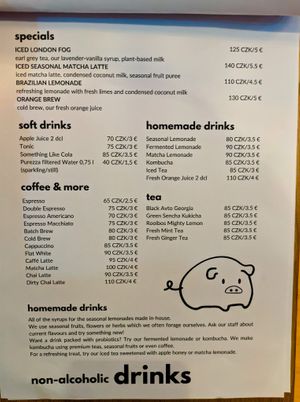 specials
ICED LONDON FOG 125 CZK/5 €
earl grey tea, our lavender-vanilla syrup, plant-based milk
ICED SEASONAL MATCHA LATTE 140 CZK/5.5 €
iced matcha latte, condensed coconut milk, seasonal fruit puree
BRAZILIAN LEMONADE 110 CZK/4.5 €
refreshing lemonade with fresh limes and condensed coconut milk
ORANGE BREW 130 CZK/5 €
cold brew, our fresh orange juice
soft drinks
Apple Juice 2 dcl 70 CZK/3 €
Tonic 75 CZK/3 €
Something Like Cola 85 CZK/3.5 €
Purezza filtered Water 0,75 l 40 CZK/1,5 €
(sparkling/still)
homemade drinks
Seasonal Lemonade 80 CZK/3,5 €
Fermented Lemonade 90 CZK/3.5 €
Matcha Lemonade 90 CZK/3.5 €
Kombucha 85 CZK/3.5 €
Iced Tea 85 CZK/3 €
Fresh Orange Juice 2 dcl 110 CZK/4 €
coffee & more
Espresso 65 CZK/2.5 €
Double Espresso 75 CZK/3 €
Espresso Americano 70 CZK/3 €
Espresso Macchiato 75 CZK/3 €
Batch Brew 80 CZK/3 €
Cold Brew 80 CZK/3 €
Cappuccino 85 CZK/3.5 €
Flat White 90 CZK/3.5 €
Caffè Latte 95 CZK/4 €
Matcha Latte 100 CZK/4 €
Chai Latte 90 CZK/3.5 €
Dirty Chai Latte 110 CZK/4 €
tea
Black Avto Georgia 85 CZK/3.5 €
Green Sencha Kukicha 85 CZK/3.5 €
Rooibos Mighty Lemon 85 CZK/3.5 €
Fresh Mint Tea 85 CZK/3.5 €
Fresh Ginger Tea 85 CZK/3.5 €
homemade drinks
All of the syrups for the seasonal lemonades made in house.
We use seasonal fruits, flowers or herbs which we often forage ourselves. Ask our staff about
current flavours and try something new!
Want a drink packed with probiotics? Try our fermented lemonade or kombucha. We make
kombucha using premium teas, seasonal fruits or even coffee.
For a refreshing treat, try our iced tea sweetened with apple honey or matcha lemonade.
non-alcoholic drinks